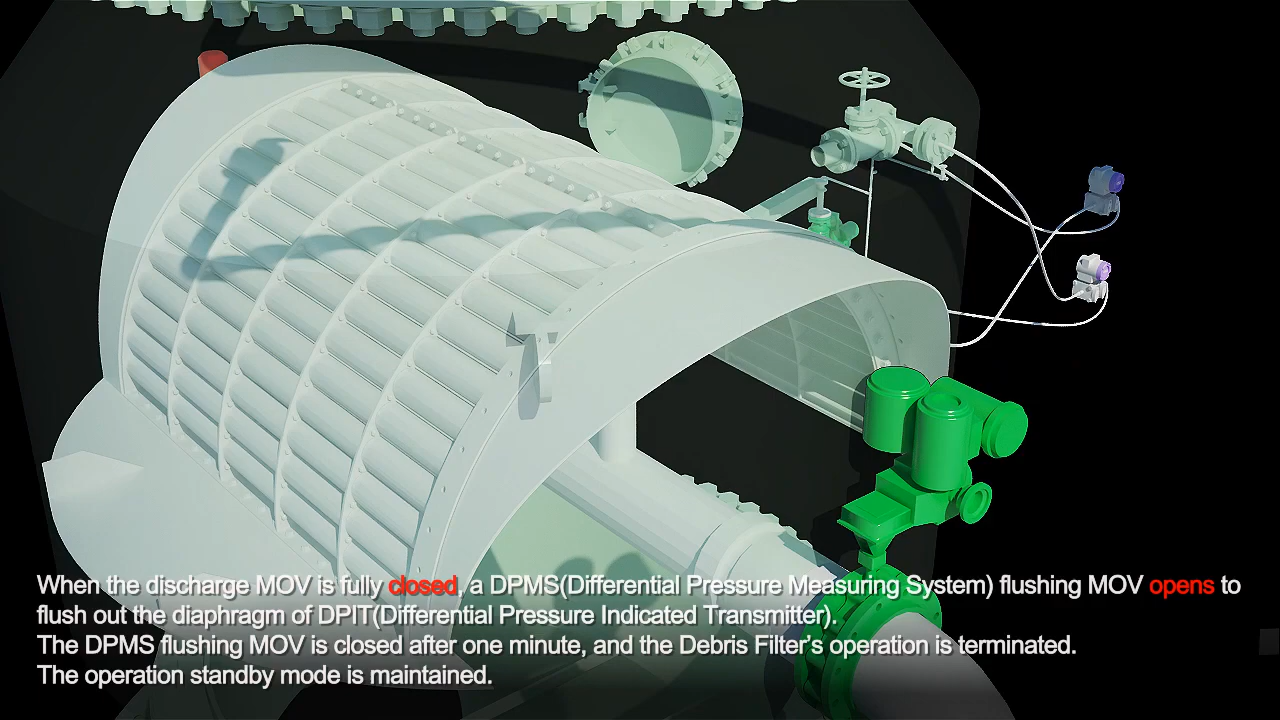 When the discharge MOV is fully closed, a DPMS(Differential Pressure Measuring System) flushing MOV opens to
flush out the diaphragm of DPIT(Differential Pressure Indicated Transmitter).
The DPMS flushing MOV is closed after one minute, and the Debris Filter's operation is terminated.
The operation standby mode is maintained.